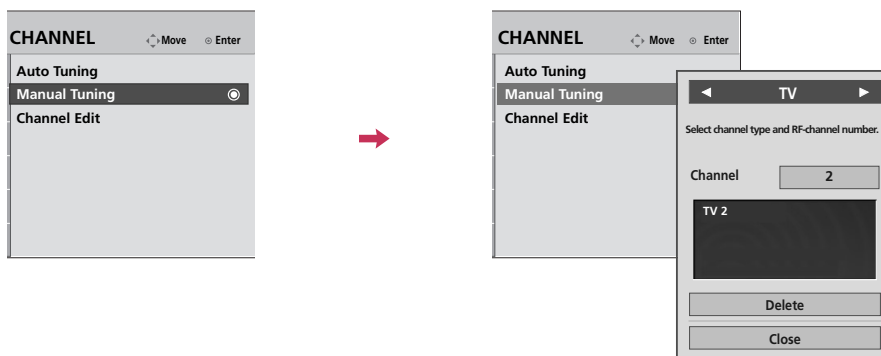 CHANNEL Move Enter
Auto Tuning
Manual Tuning
Channel Edit
CHANNEL Move Enter
Auto Tuning
Manual Tuning
Channel Edit
TV
Select channel type and RF-channel number.
Channel 2
TV 2
Delete
Close